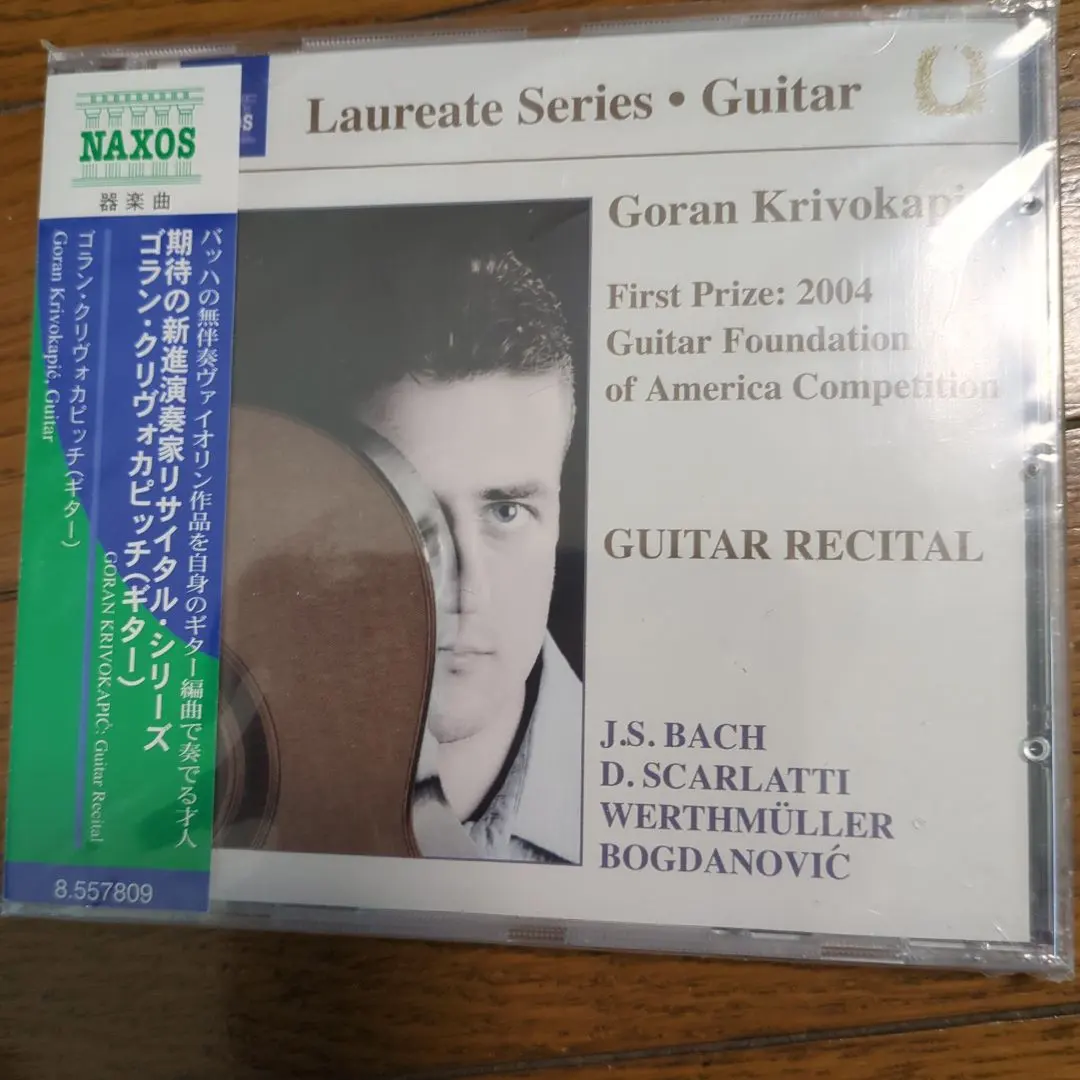 NAXOS
器楽曲
バッハの無伴奏ヴァイオリン作品を自身のギター編曲で奏でる才人
期待の新進演奏家リサイタル・シリーズ
ゴラン・クリヴォカピッチ(ギター)
GORAN KRIVOKAPIĆ: Guitar Recital
ゴラン・クリヴォカピッチ(ギター)
Goran Krivokapić, Guitar
8.557809
Laureate Series • Guitar
Goran Krivokapi
First Prize: 2004
Guitar Foundation
of America Competition
GUITAR RECITAL
J.S. BACH
D. SCARLATTI
WERTHMÜLLER
BOGDANOVIĆ